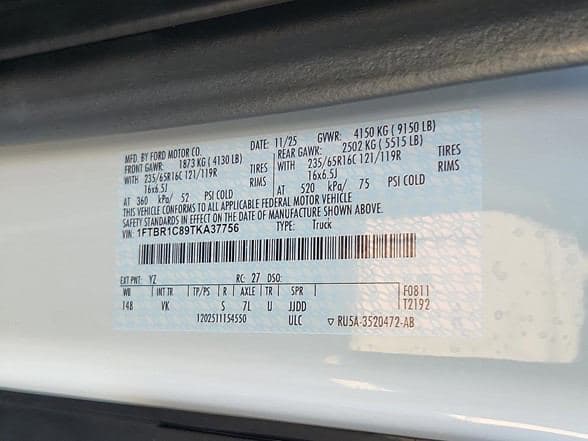 MFD. BY FORD MOTOR CO. DATE: 11/25 GVWR: 4150 KG ( 9150 LB)
FRONT GAWR: 1873 KG ( 4130 LB) REAR GAWR: 2502 KG ( 5515 LB)
WITH 235/65R16C 121/119R TIRES WITH 235/65R16C 121/119R TIRES
16x6.5J RIMS 16x6.5J RIMS
AT 360 kPa/ 52 PSI COLD AT 520 kPa/ 75 PSI COLD
THIS VEHICLE CONFORMS TO ALL APPLICABLE FEDERAL MOTOR VEHICLE
SAFETY STANDARDS IN EFFECT ON THE DATE OF MANUFACTURE SHOWN ABOVE.
VIN: 1FTBR1C89TKA37756 TYPE: Truck
EXT PNT: YZ RC: 27 DSO:
WB INT TR TP/PS R AXLE TR SPR F0811
148 VK S 7L U JJDD T2192
1202511154550 ULC ▽ RU5A-3520472-AB